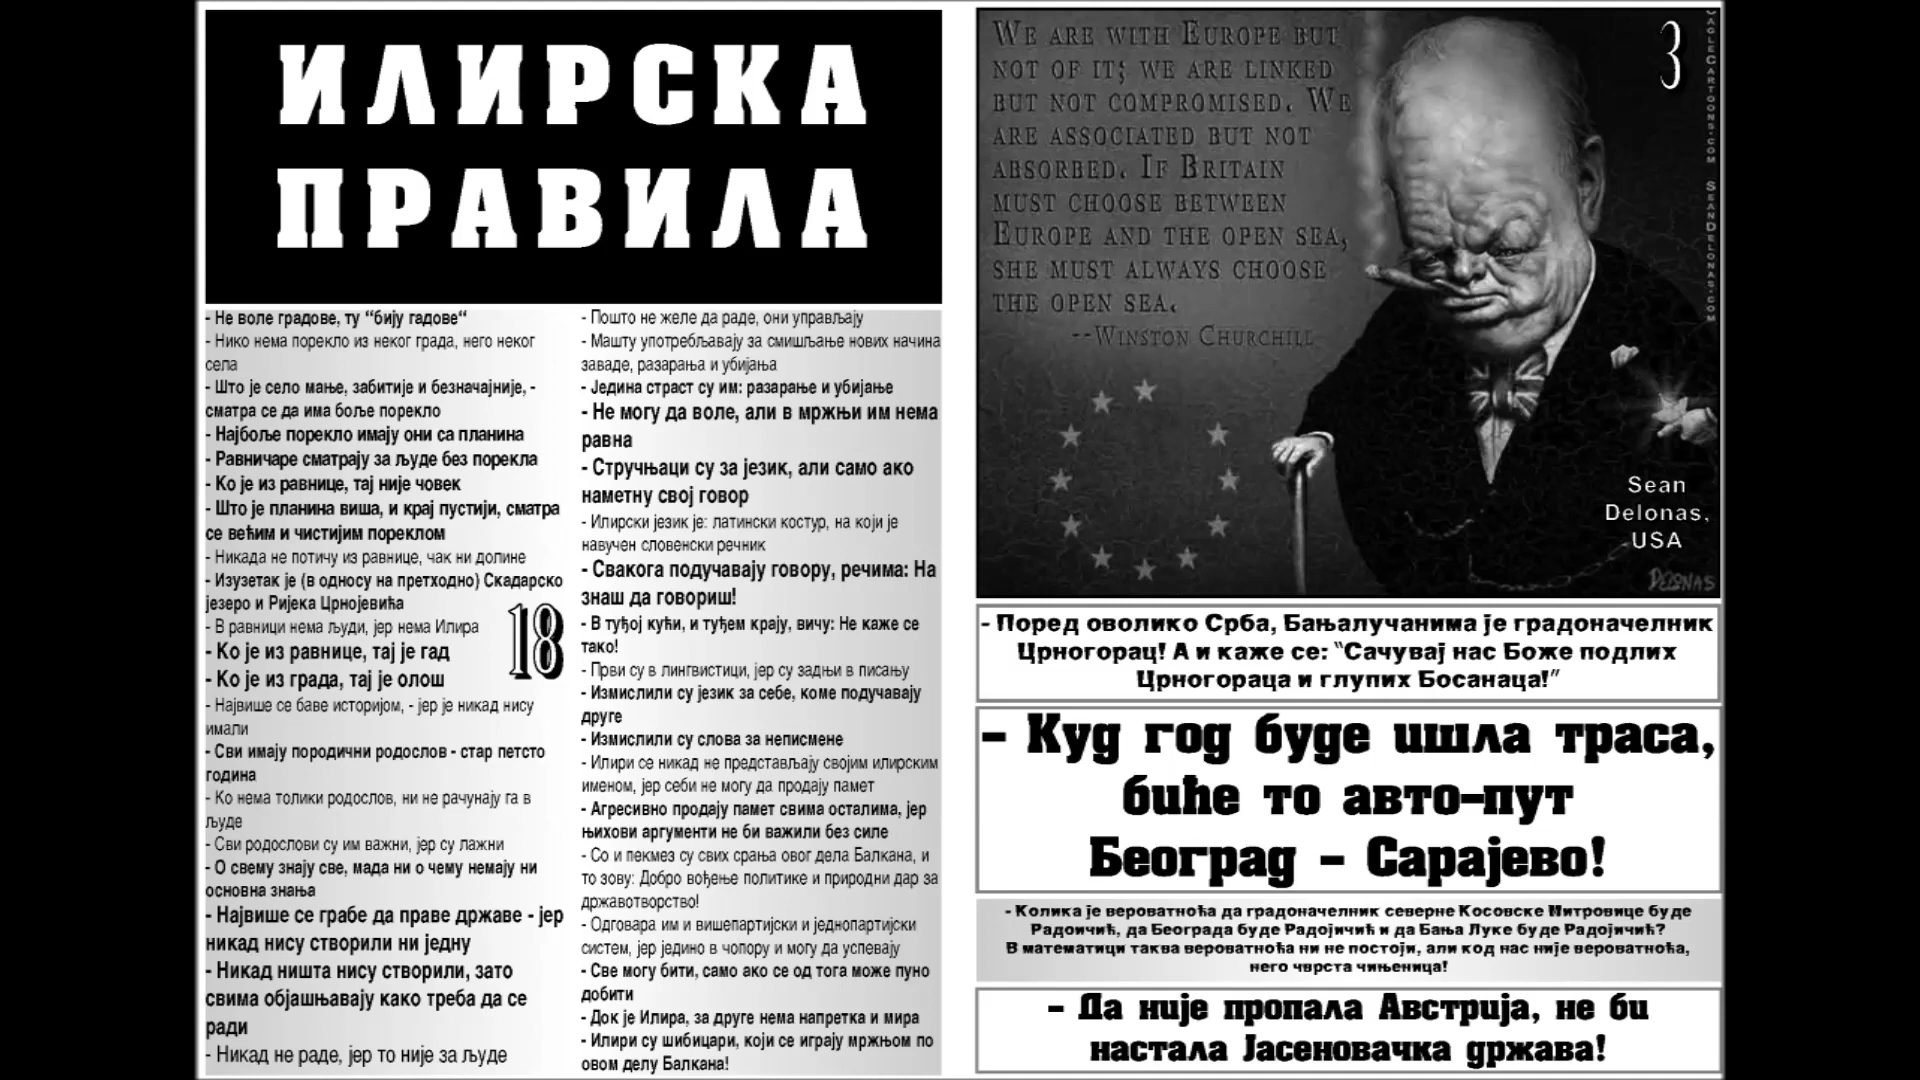 ИЛИРСКА
ПРАВИЛА
- Не воле градове, ту “бију гадове“
- Нико нема порекло из неког града, него неког
села
- Што је село мање, забитије и безначајније, -
сматра се да има боље порекло
- Најбоље порекло имају они са планина
- Равничаре сматрају за људе без порекла
- Ко је из равнице, тај није човек
- Што је планина виша, и крај пустији, сматра
се већим и чистијим пореклом
- Никада не потичу из равнице, чак ни долине
- Изузетак је (в односу на претходно) Скадарско
језеро и Ријека Црнојевића
- В равници нема људи, јер нема Илира
- Ко је из равнице, тај је гад
- Ко је из града, тај је олош
18
- Највише се баве историјом, - јер је никад нису
имали
- Сви имају породични родослов - стар петсто
година
- Ко нема толики родослов, ни не рачунају га в
људе
- Сви родослови су им важни, јер су лажни
- О свему знају све, мада ни о чему немају ни
основна знања
- Највише се грабе да праве државе - јер
никад нису створили ни једну
- Никад ништа нису створили, зато
свима објашњавају како треба да се
ради
- Никад не раде, јер то није за људе
- Пошто не желе да раде, они управљају
- Машту употребљавају за смишљање нових начина
заваде, разарања и убијања
- Једина страст су им: разарање и убијање
- Не могу да воле, али в мржњи им нема
равна
- Стручњаци су за језик, али само ако
наметну свој говор
- Илирски језик је: латински костур, на који је
навучен словенски речник
- Свакога подучавају говору, речима: На
знаш да говориш!
- В туђој кући, и туђем крају, вичу: Не каже се
тако!
- Први су в лингвистици, јер су задњи в писању
- Измислили су језик за себе, коме подучавају
друге
- Измислили су слова за неписмене
- Илири се никад не представљају својим илирским
именом, јер себи не могу да продају памет
- Агресивно продају памет свима осталима, јер
њихови аргументи не би важили без силе
- Со и пекмез су свих срања овог дела Балкана, и
то зову: Добро вођење политике и природни дар за
државотворство!
- Одговара им и вишепартијски и једнопартијски
систем, јер једино в чопору и могу да успевају
- Све могу бити, само ако се од тога може пуно
добити
- Док је Илира, за друге нема напретка и мира
- Илири су шибицари, који се играју мржњом по
овом делу Балкана!
We are with Europe but
not of it; we are linked
but not compromised. We
are associated but not
absorbed. If Britain
must choose between
Europe and the open sea,
she must always choose
the open sea.
--Winston Churchill
3
CagleCartoons.com SeanDelonas.com
Sean
Delonas,
USA
Delonas
- Поред оволико Срба, Бањалучанима је градоначелник
Црногорац! А и каже се: “Сачувај нас Боже подлих
Црногораца и глупих Босанаца!”
- Куд год буде ишла траса,
биће то авто-пут
Београд - Сарајево!
- Колика је вероватноћа да градоначелник северне Косовске Митровице буде
Радоичић, да Београда буде Радојичић и да Бања Луке буде Радојичић?
В математици таква вероватноћа ни не постоји, али код нас није вероватноћа,
него чврста чињеница!
- Да није пропала Австрија, не би
настала Јасеновачка држава!